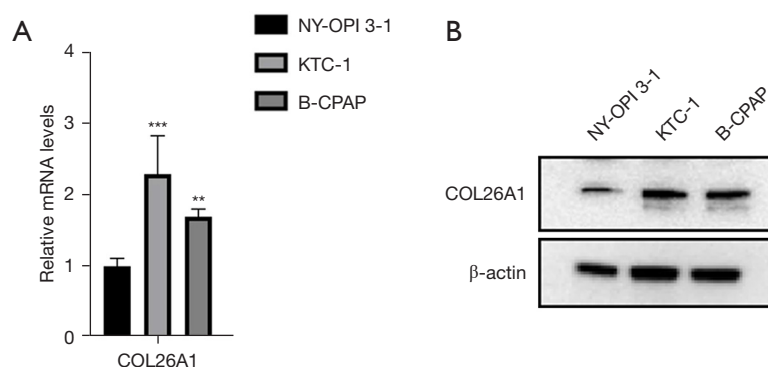 A
NY-OPI 3-1
KTC-1
B-CPAP
Relative mRNA levels
4
3
2
1
0
***
**
COL26A1
B
NY-OPI 3-1
KTC-1
B-CPAP
COL26A1
β-actin